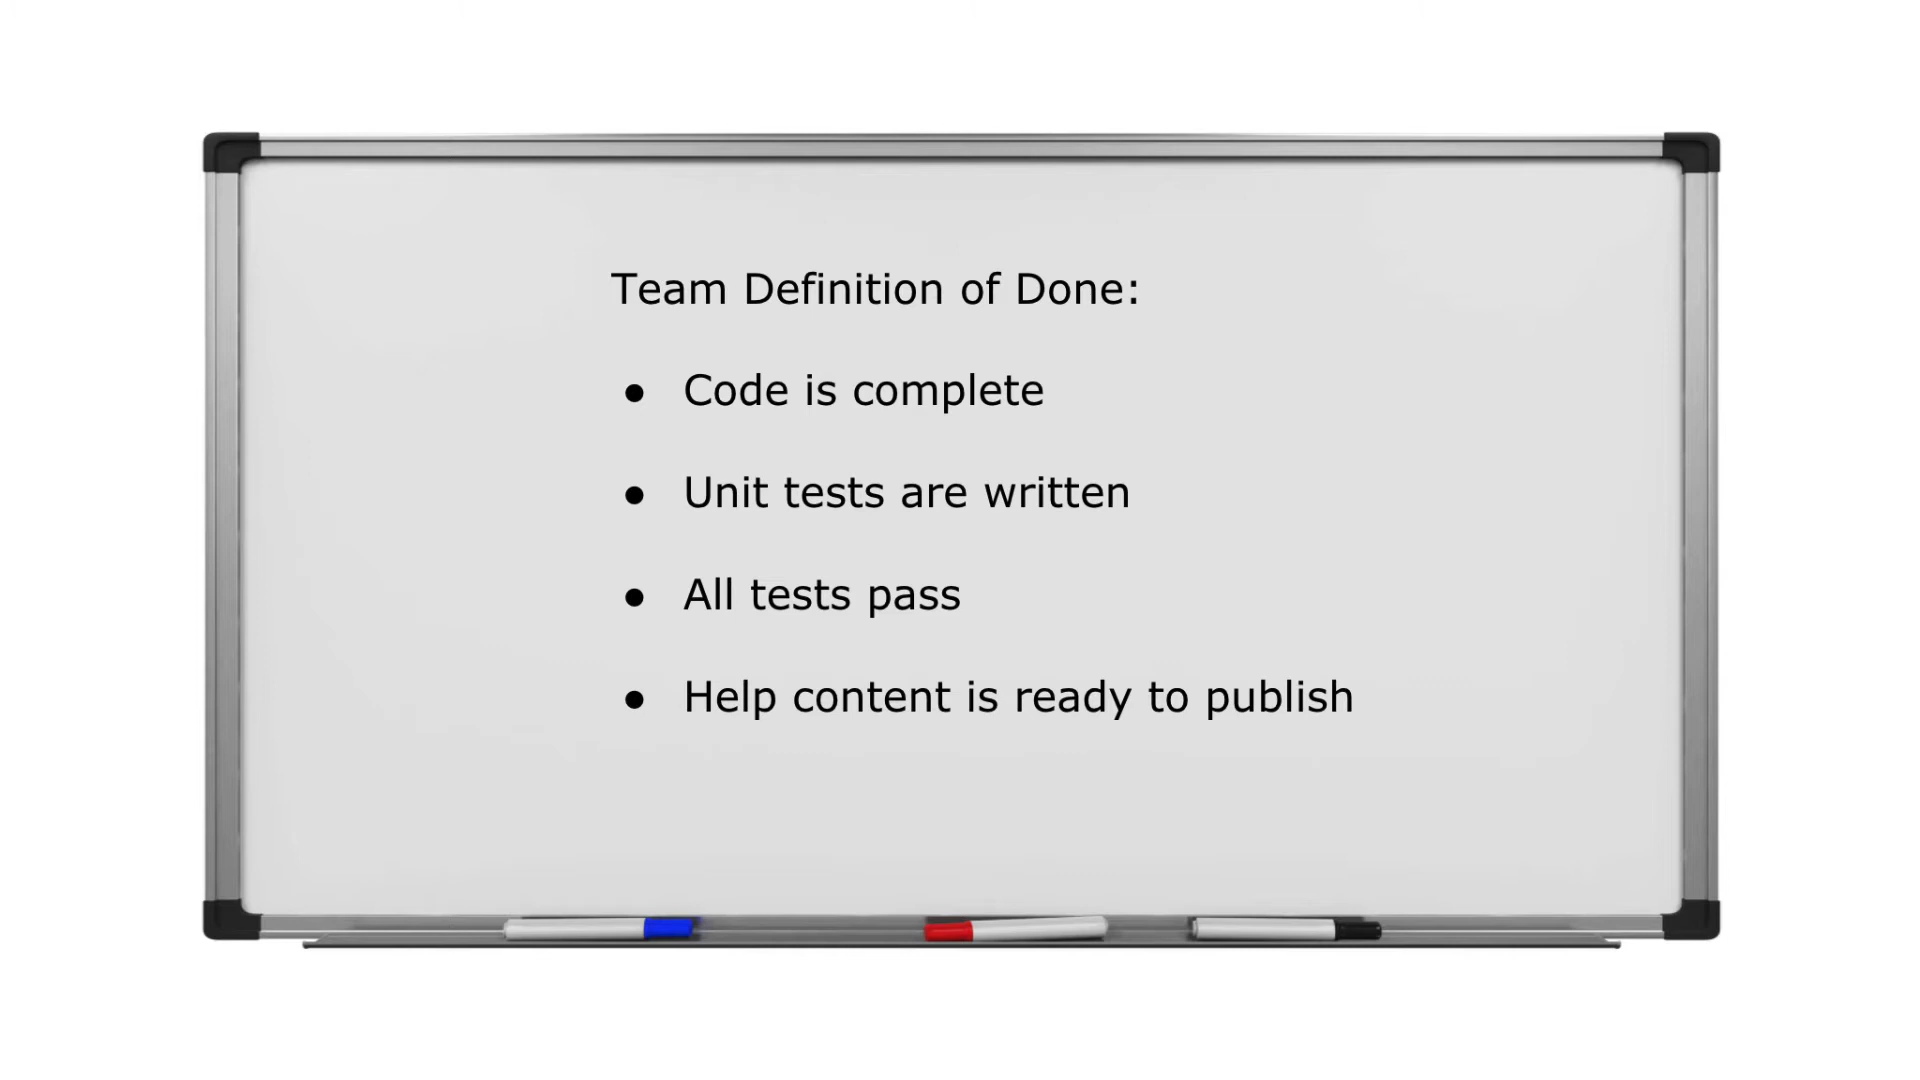 Team Definition of Done:
● Code is complete
● Unit tests are written
● All tests pass
● Help content is ready to publish